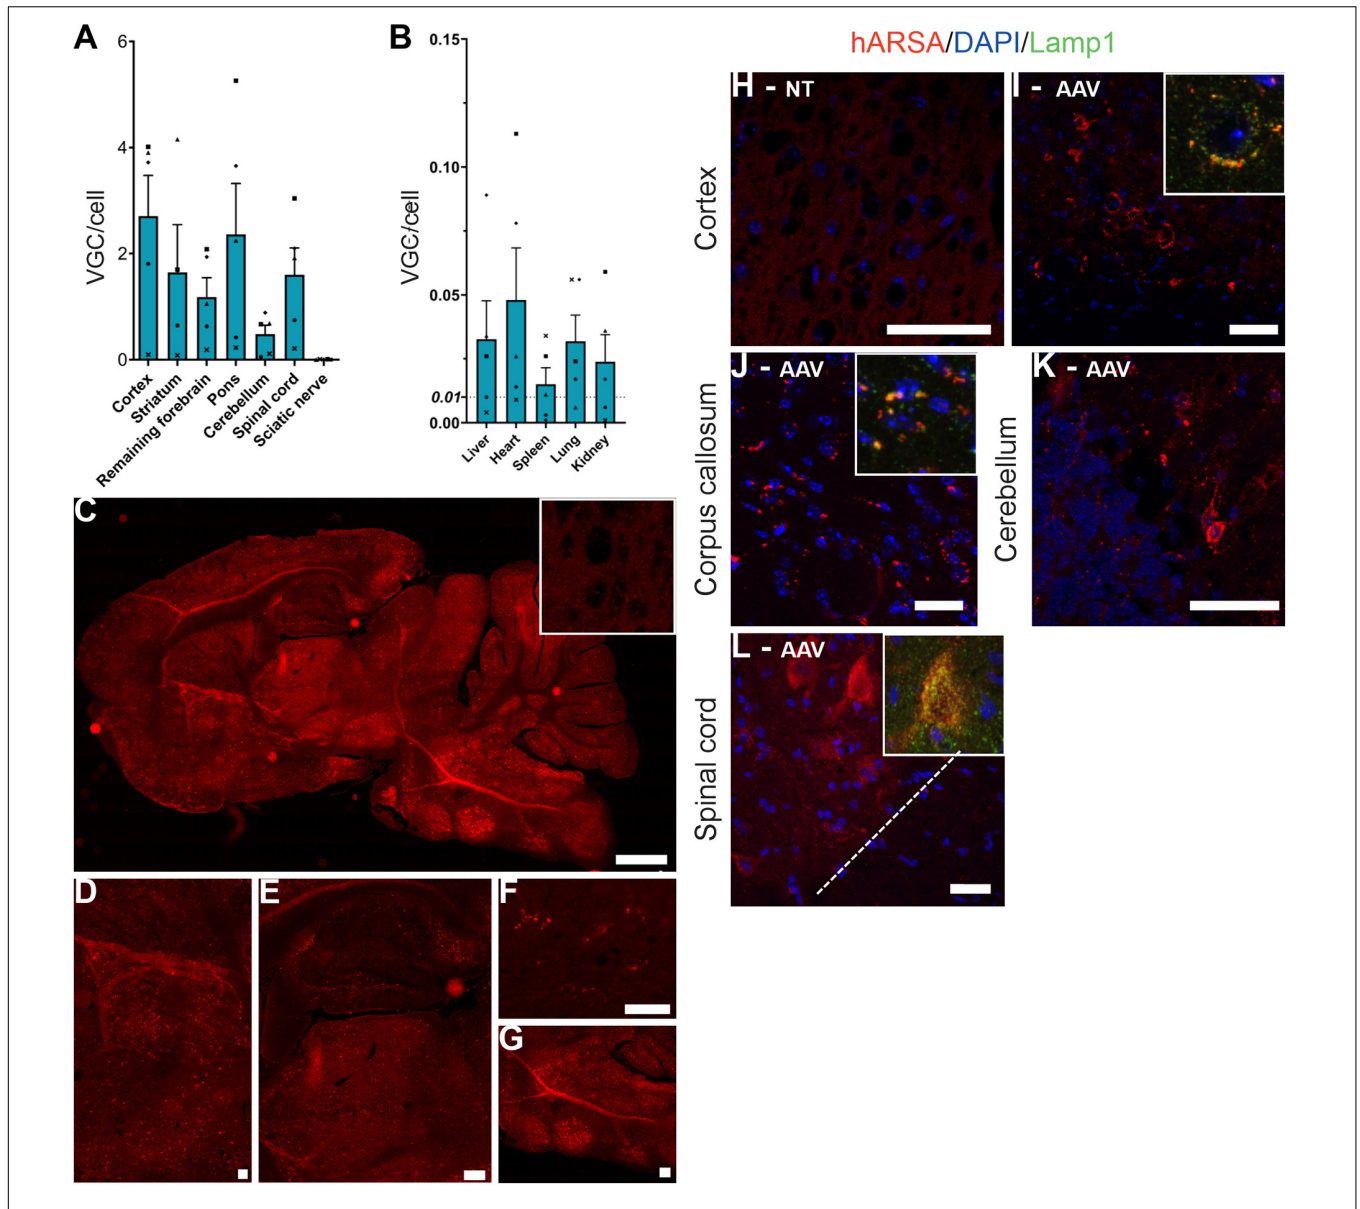 A
6
4
2
0
VGC/cell
Cortex
Striatum
Remaining forebrain
Pons
Cerebellum
Spinal cord
Sciatic nerve
B
0.15
0.10
0.05
0.01
0.00
VGC/cell
Liver
Heart
Spleen
Lung
Kidney
C
D
E
F
G
hARSA/DAPI/Lamp1
Cortex
H - NT
I - AAV
Corpus callosum
J - AAV
Cerebellum
K - AAV
Spinal cord
L - AAV